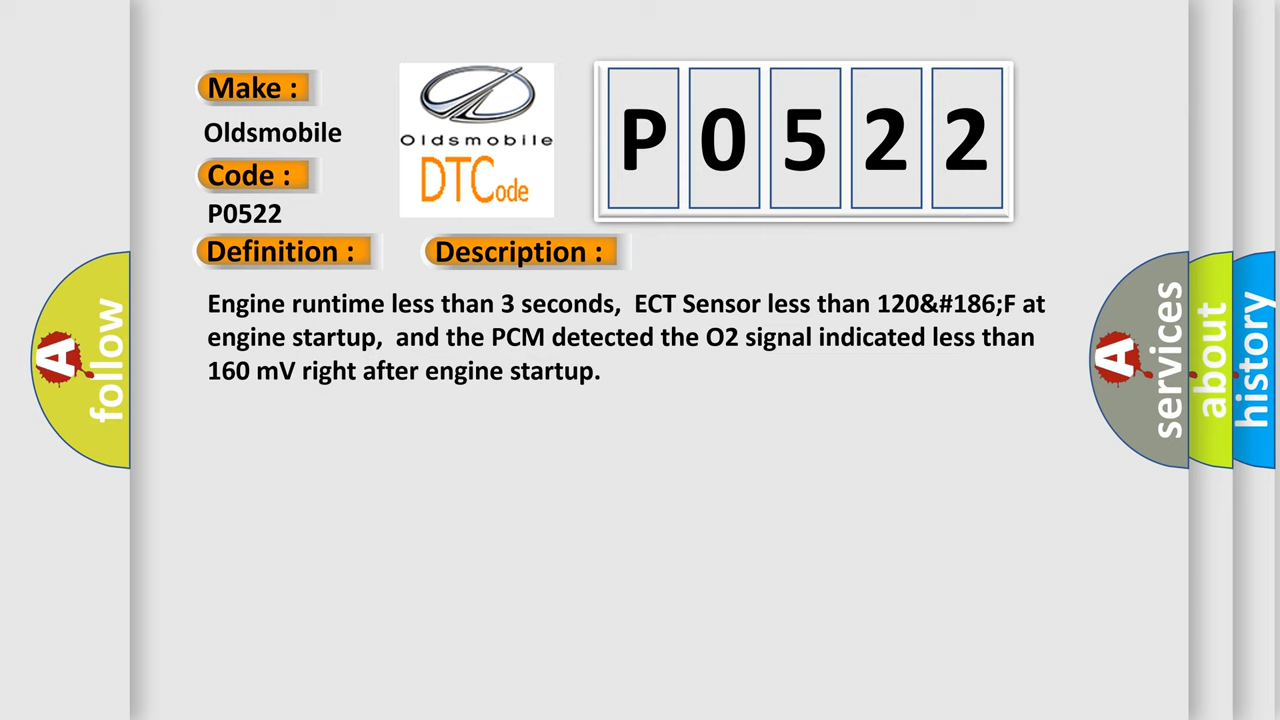 Make :
Oldsmobile
Code :
P0522
Oldsmobile
DTCode
P0522
Definition :
Description :
Engine runtime less than 3 seconds,  ECT Sensor less than 120&#186;F at
engine startup,  and the PCM detected the O2 signal indicated less than
160 mV right after engine startup.
A follow
A services
about
history